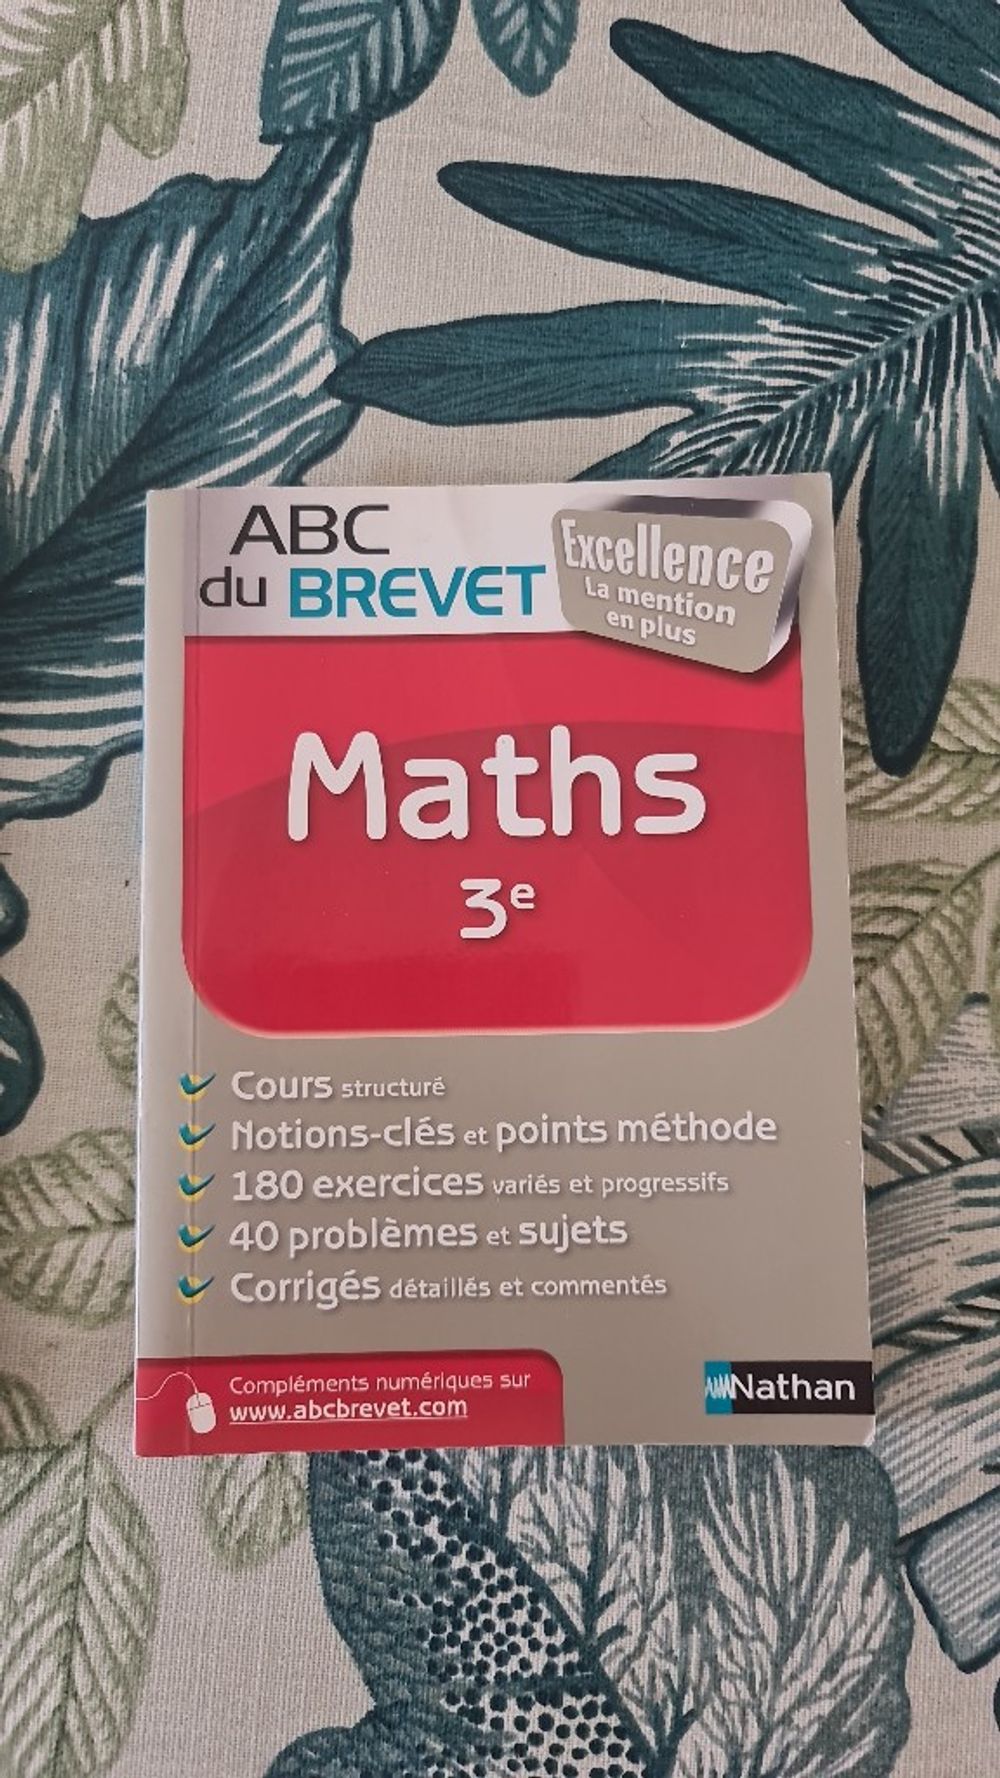 ABC
du BREVET
Excellence
La mention
en plus
Maths
3e
Cours structuré
Notions-clés et points méthode
180 exercices variés et progressifs
40 problèmes et sujets
Corrigés détaillés et commentés
Compléments numériques sur
www.abcbrevet.com
Nathan